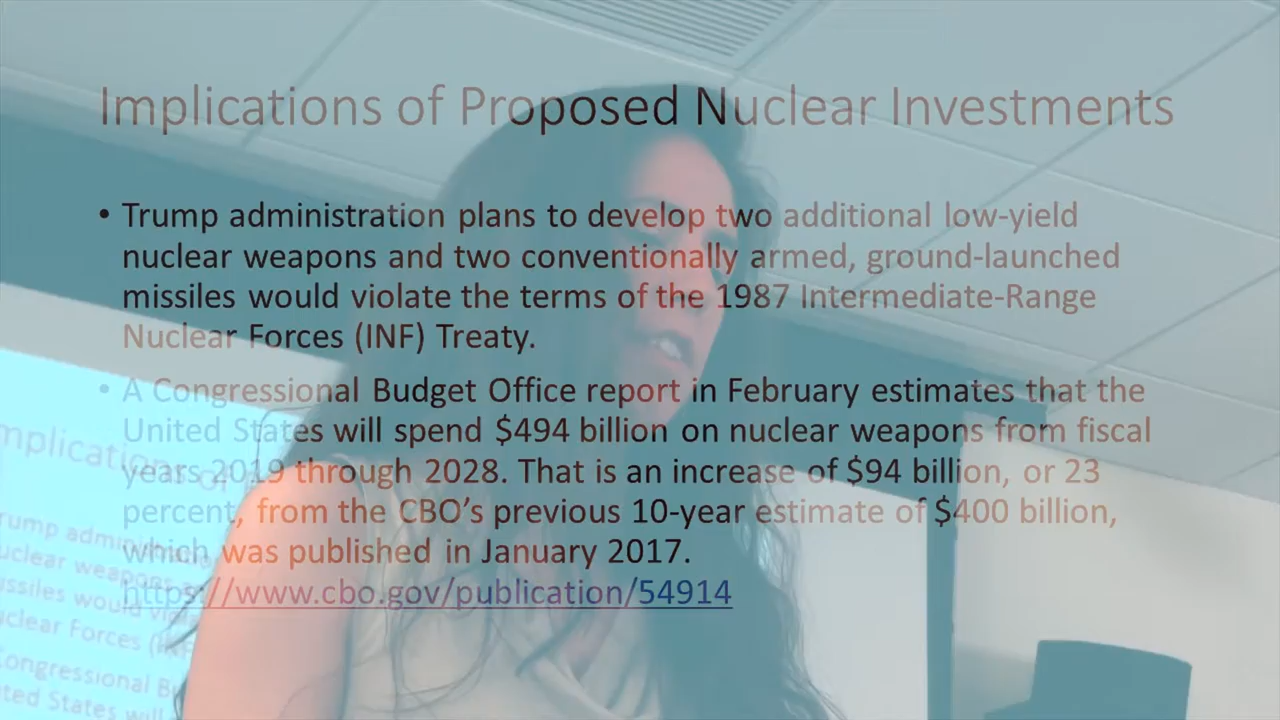 Implications of Proposed Nuclear Investments
• Trump administration plans to develop two additional low-yield
nuclear weapons and two conventionally armed, ground-launched
missiles would violate the terms of the 1987 Intermediate-Range
Nuclear Forces (INF) Treaty.
• A Congressional Budget Office report in February estimates that the
United States will spend $494 billion on nuclear weapons from fiscal
years 2019 through 2028. That is an increase of $94 billion, or 23
percent, from the CBO’s previous 10-year estimate of $400 billion,
which was published in January 2017.
https://www.cbo.gov/publication/54914